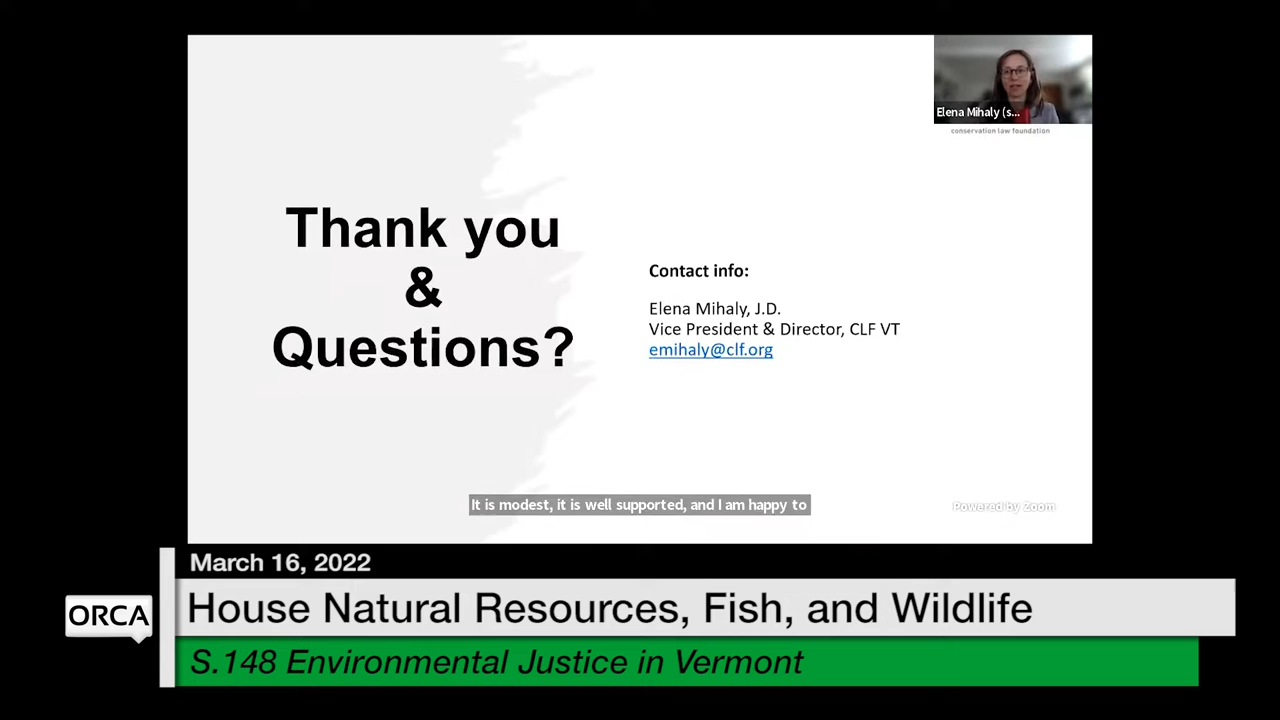 Elena Mihaly (s...
conservation law foundation
Thank you
&
Questions?
Contact info:
Elena Mihaly, J.D.
Vice President & Director, CLF VT
emihaly@clf.org
It is modest, it is well supported, and I am happy to
Powered by Zoom
March 16, 2022
ORCA
House Natural Resources, Fish, and Wildlife
S.148 Environmental Justice in Vermont